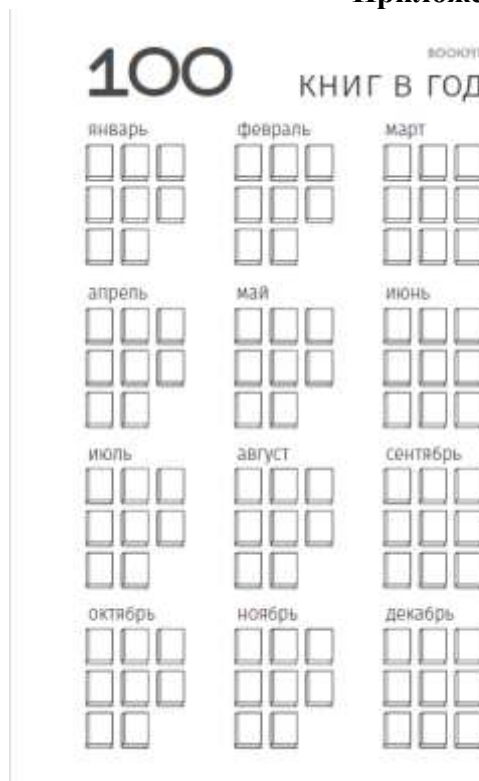 100
КНИГ В ГОД
январь февраль март
апрель май июнь
июль август сентябрь
октябрь ноябрь декабрь